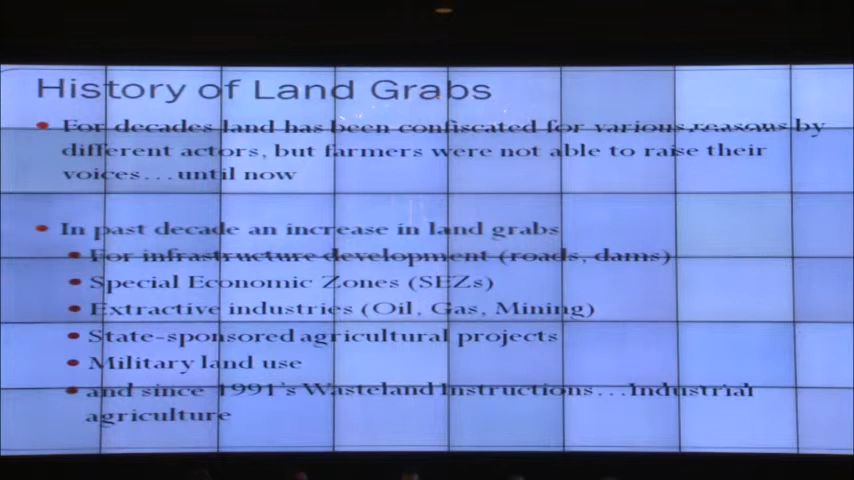 History of Land Grabs
For decades land has been confiscated for various reasons by
different actors, but farmers were not able to raise their
voices...until now
In past decade an increase in land grabs
For infrastructure development (roads, dams)
Special Economic Zones (SEZs)
Extractive industries (Oil, Gas, Mining)
State-sponsored agricultural projects
Military land use
and since 1991's Wasteland Instructions...Industrial
agriculture